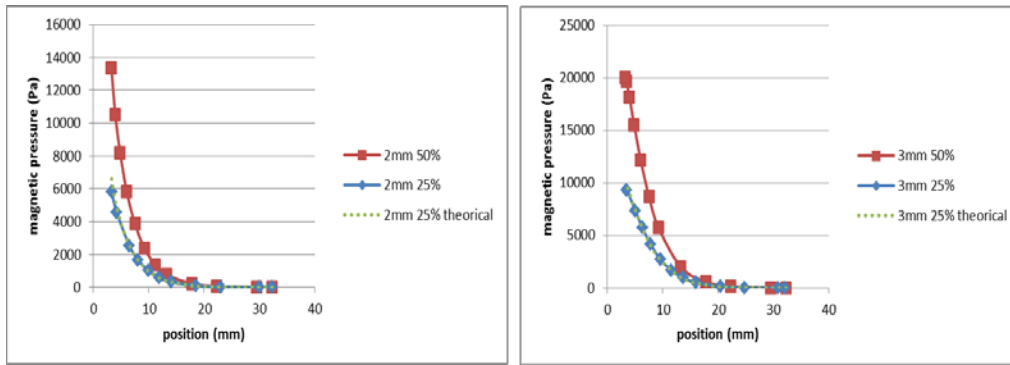 16000
14000
12000
10000
8000
6000
4000
2000
0
0 10 20 30 40
magnetic pressure (Pa)
position (mm)
2mm 50%
2mm 25%
2mm 25% theorical
25000
20000
15000
10000
5000
0
0 10 20 30 40
magnetic pressure (Pa)
position (mm)
3mm 50%
3mm 25%
3mm 25% theorical